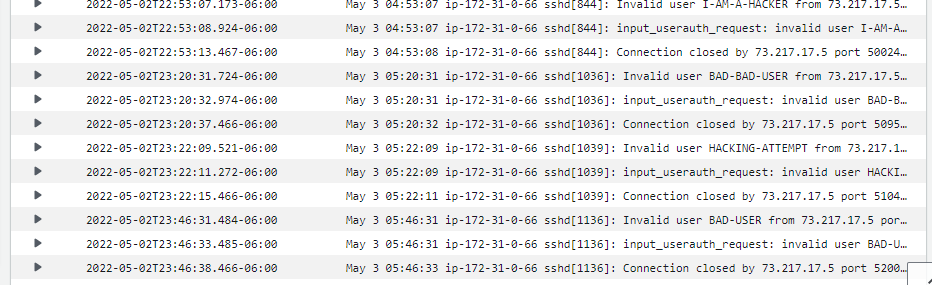 2022-05-02T22:53:07.173-06:00 May 3 04:53:07 ip-172-31-0-66 sshd[844]: Invalid user I-AM-A-HACKER from 73.217.17.5…
2022-05-02T22:53:08.924-06:00 May 3 04:53:07 ip-172-31-0-66 sshd[844]: input_userauth_request: invalid user I-AM-A…
2022-05-02T22:53:13.467-06:00 May 3 04:53:08 ip-172-31-0-66 sshd[844]: Connection closed by 73.217.17.5 port 50024…
2022-05-02T23:20:31.724-06:00 May 3 05:20:31 ip-172-31-0-66 sshd[1036]: Invalid user BAD-BAD-USER from 73.217.17.5…
2022-05-02T23:20:32.974-06:00 May 3 05:20:31 ip-172-31-0-66 sshd[1036]: input_userauth_request: invalid user BAD-B…
2022-05-02T23:20:37.466-06:00 May 3 05:20:32 ip-172-31-0-66 sshd[1036]: Connection closed by 73.217.17.5 port 5095…
2022-05-02T23:22:09.521-06:00 May 3 05:22:09 ip-172-31-0-66 sshd[1039]: Invalid user HACKING-ATTEMPT from 73.217.1…
2022-05-02T23:22:11.272-06:00 May 3 05:22:09 ip-172-31-0-66 sshd[1039]: input_userauth_request: invalid user HACKI…
2022-05-02T23:22:15.466-06:00 May 3 05:22:11 ip-172-31-0-66 sshd[1039]: Connection closed by 73.217.17.5 port 5104…
2022-05-02T23:46:31.484-06:00 May 3 05:46:31 ip-172-31-0-66 sshd[1136]: Invalid user BAD-USER from 73.217.17.5 por…
2022-05-02T23:46:33.485-06:00 May 3 05:46:31 ip-172-31-0-66 sshd[1136]: input_userauth_request: invalid user BAD-U…
2022-05-02T23:46:38.466-06:00 May 3 05:46:33 ip-172-31-0-66 sshd[1136]: Connection closed by 73.217.17.5 port 5200…